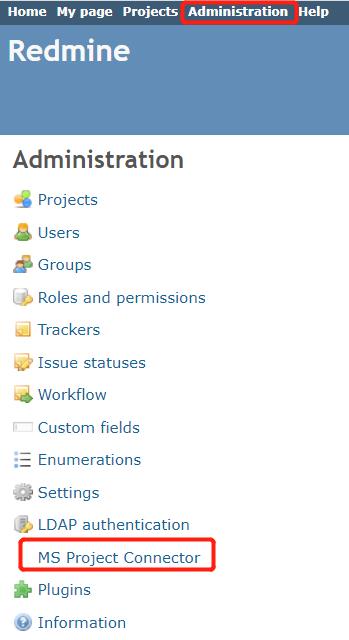 Home My page Projects Administration Help
Redmine
Administration
Projects
Users
Groups
Roles and permissions
Trackers
Issue statuses
Workflow
Custom fields
Enumerations
Settings
LDAP authentication
MS Project Connector
Plugins
Information